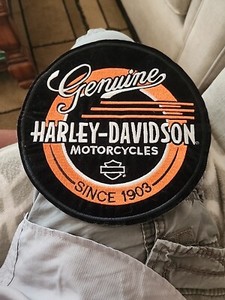 Genuine
HARLEY-DAVIDSON®
MOTORCYCLES
SINCE 1903